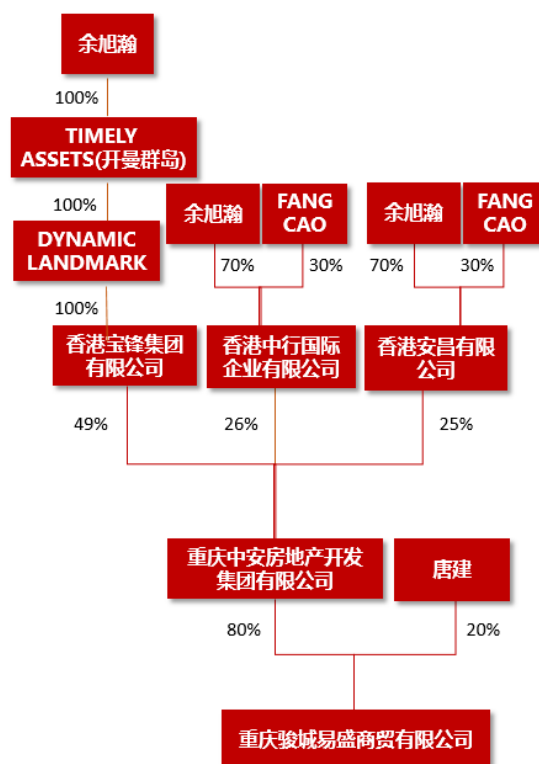 余旭瀚
100%
TIMELY
ASSETS(开曼群岛)
100%
余旭瀚
FANG
CAO
余旭瀚
FANG
CAO
DYNAMIC
LANDMARK
70%
30%
70%
30%
100%
香港宝锋集团
有限公司
香港中行国际
企业有限公司
香港安昌有限
公司
49%
26%
25%
重庆中安房地产开发
集团有限公司
唐建
80%
20%
重庆骏城易盛商贸有限公司